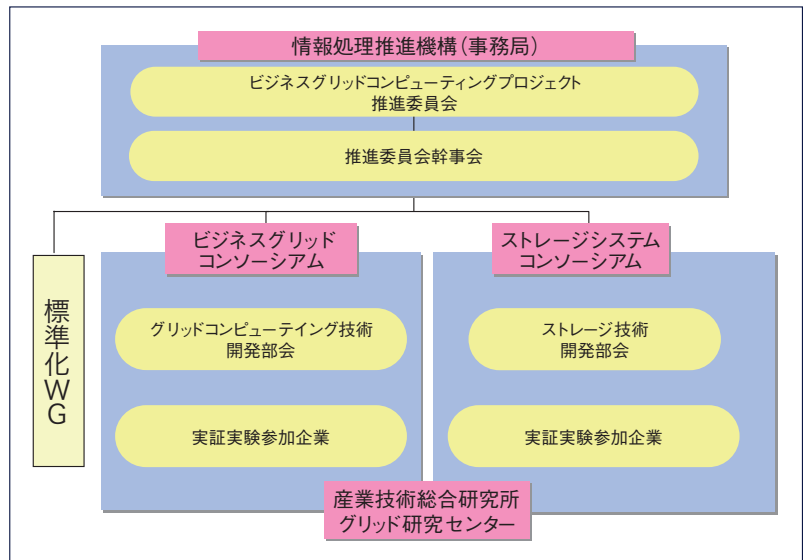 情報処理推進機構(事務局)
ビジネスグリッドコンピューティングプロジェクト
推進委員会
推進委員会幹事会
標準化WG
ビジネスグリッド
コンソーシアム
グリッドコンピューテイング技術
開発部会
実証実験参加企業
ストレージシステム
コンソーシアム
ストレージ技術
開発部会
実証実験参加企業
産業技術総合研究所
グリッド研究センター